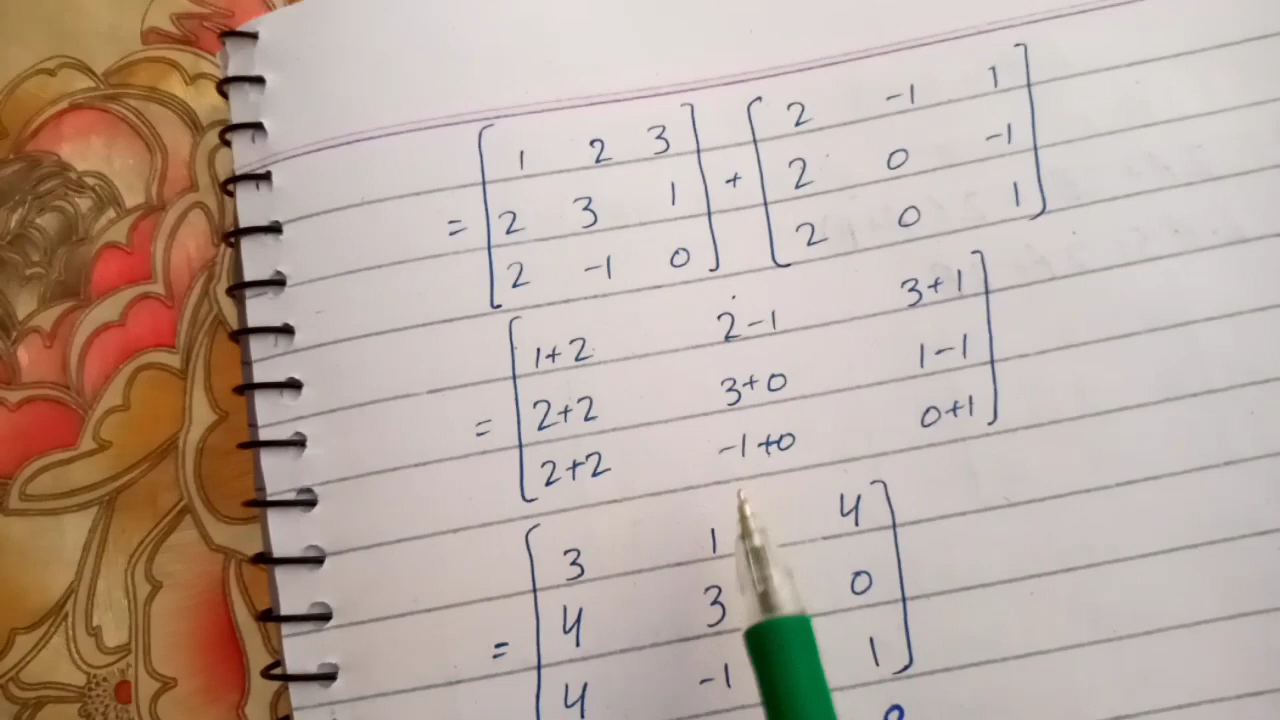 1 2 3 2 -1 1
= 2 3 1 + 2 0 -1
2 -1 0 2 0 1
1+2 2-1 3+1
= 2+2 3+0 1-1
2+2 -1+0 0+1
3 1 4
= 4 3 0
4 -1 1